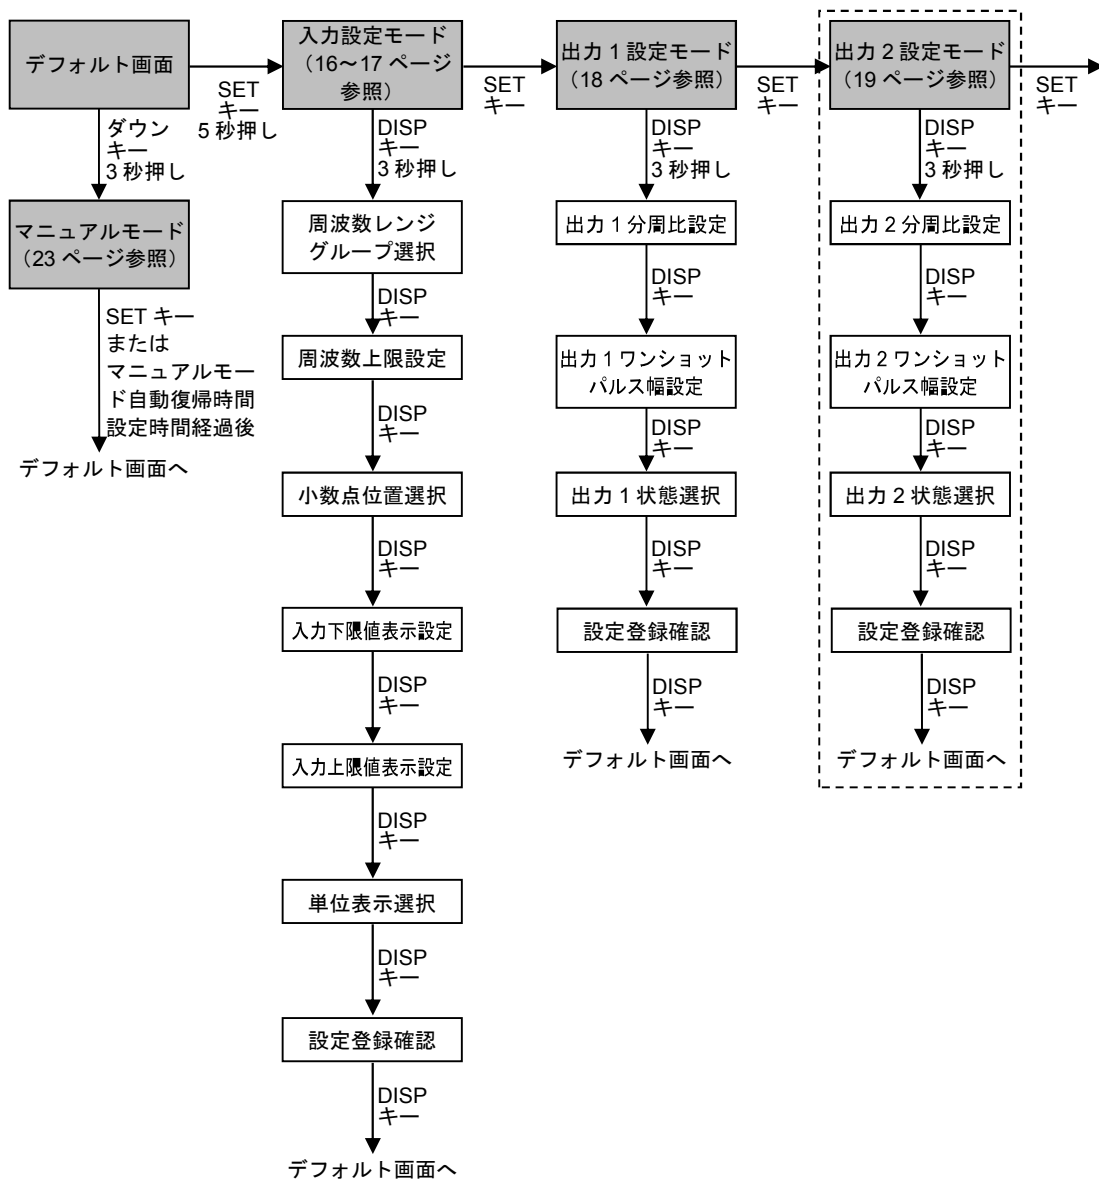 デフォルト画面
SET
キー
5 秒押し
ダウン
キー
3 秒押し
マニュアルモード
（23 ページ参照）
SET キー
または
マニュアルモー
ド自動復帰時間
設定時間経過後
デフォルト画面へ
入力設定モード
（16～17 ページ
参照）
SET
キー
DISP
キー
3 秒押し
周波数レンジ
グループ選択
DISP
キー
周波数上限設定
DISP
キー
小数点位置選択
DISP
キー
入力下限値表示設定
DISP
キー
入力上限値表示設定
DISP
キー
単位表示選択
DISP
キー
設定登録確認
DISP
キー
デフォルト画面へ
出力 1 設定モード
（18 ページ参照）
SET
キー
DISP
キー
3 秒押し
出力 1 分周比設定
DISP
キー
出力 1 ワンショット
パルス幅設定
DISP
キー
出力 1 状態選択
DISP
キー
設定登録確認
DISP
キー
デフォルト画面へ
出力 2 設定モード
（19 ページ参照）
SET
キー
DISP
キー
3 秒押し
出力 2 分周比設定
DISP
キー
出力 2 ワンショット
パルス幅設定
DISP
キー
出力 2 状態選択
DISP
キー
設定登録確認
DISP
キー
デフォルト画面へ